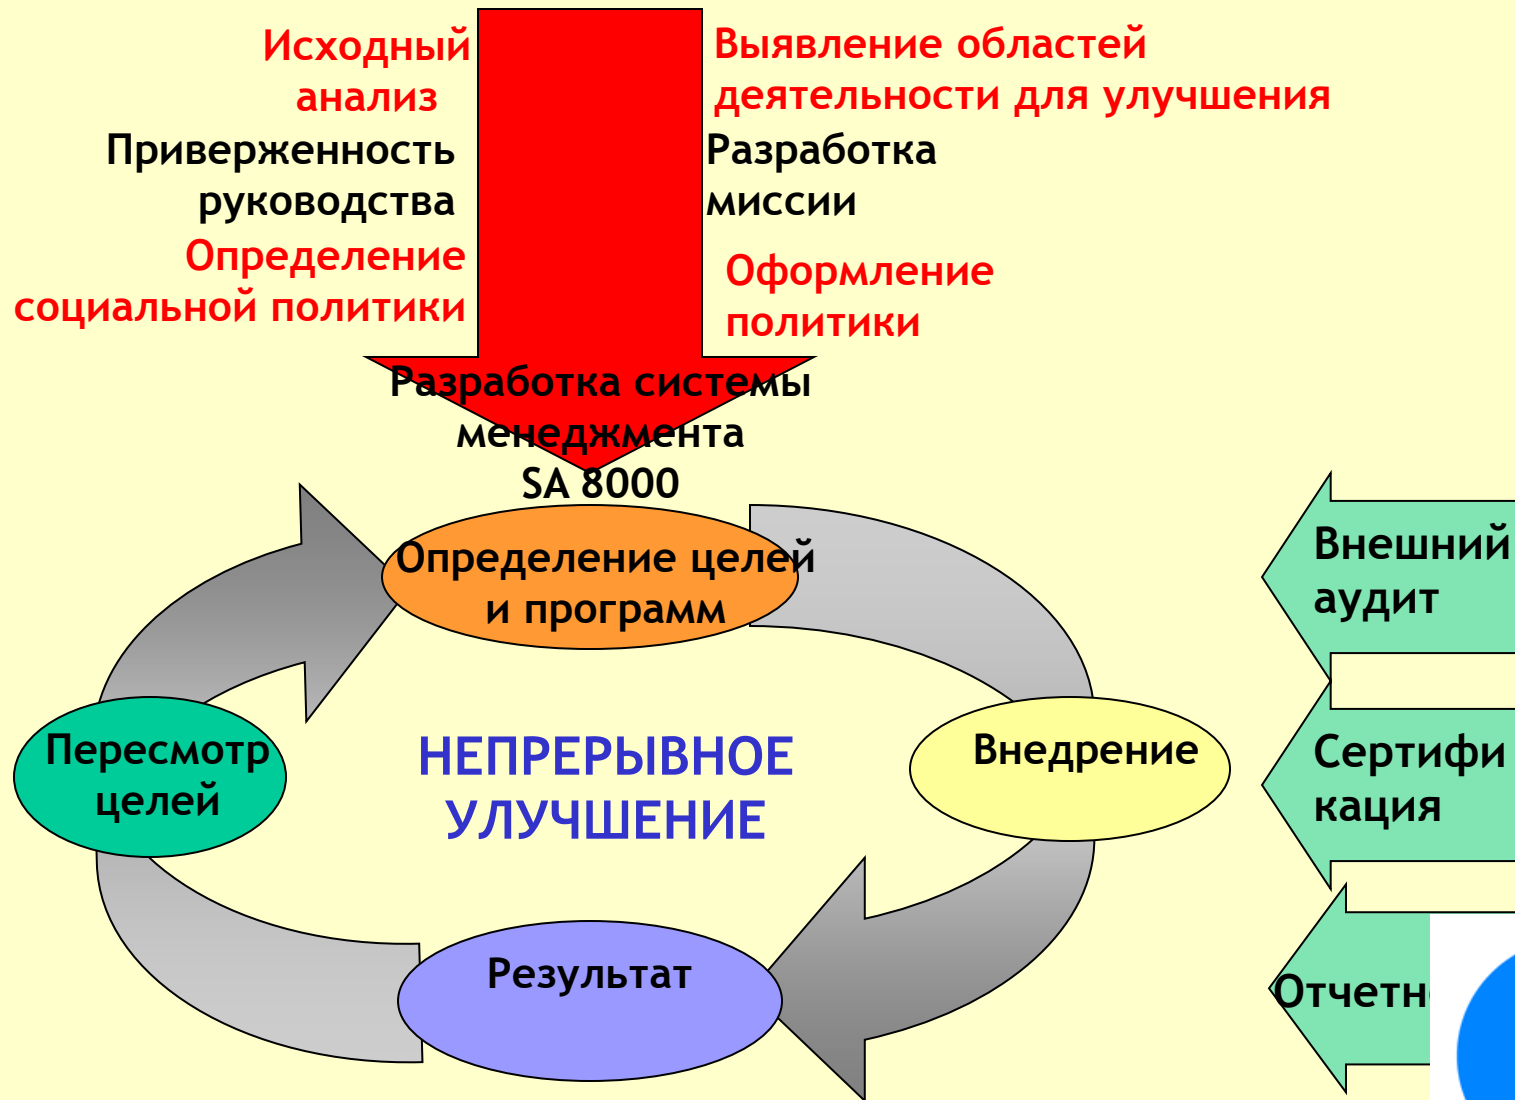 Исходный
анализ
Выявление областей
деятельности для улучшения
Приверженность
руководства
Разработка
миссии
Определение
социальной политики
Оформление
политики
Разработка системы
менеджмента
SA 8000
Определение целей
и программ
Внешний
аудит
Пересмотр
целей
НЕПРЕРЫВНОЕ
УЛУЧШЕНИЕ
Внедрение
Сертифи
кация
Результат